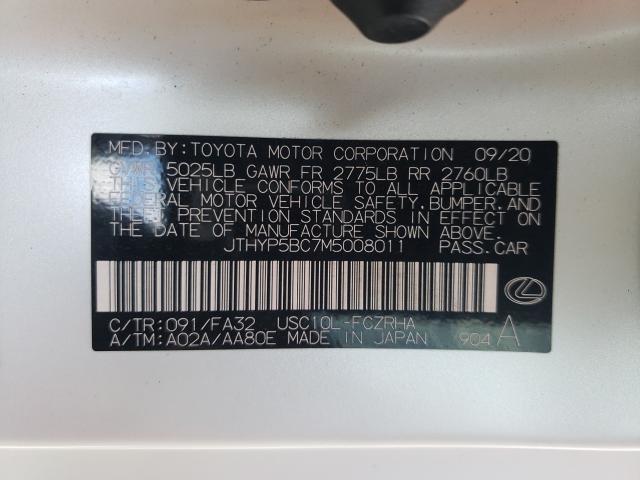 MFD. BY: TOYOTA MOTOR CORPORATION 09/20
GVWR 5025LB GAWR FR 2775LB RR 2760LB
THIS VEHICLE CONFORMS TO ALL APPLICABLE
FEDERAL MOTOR VEHICLE SAFETY, BUMPER, AND
THEFT PREVENTION STANDARDS IN EFFECT ON
THE DATE OF MANUFACTURE SHOWN ABOVE.
JTHYP5BC7M5008011 PASS. CAR
C/TR: 091/FA32 USC10L-FCZRHA
A/TM: A02A/AA80E MADE IN JAPAN 904 A